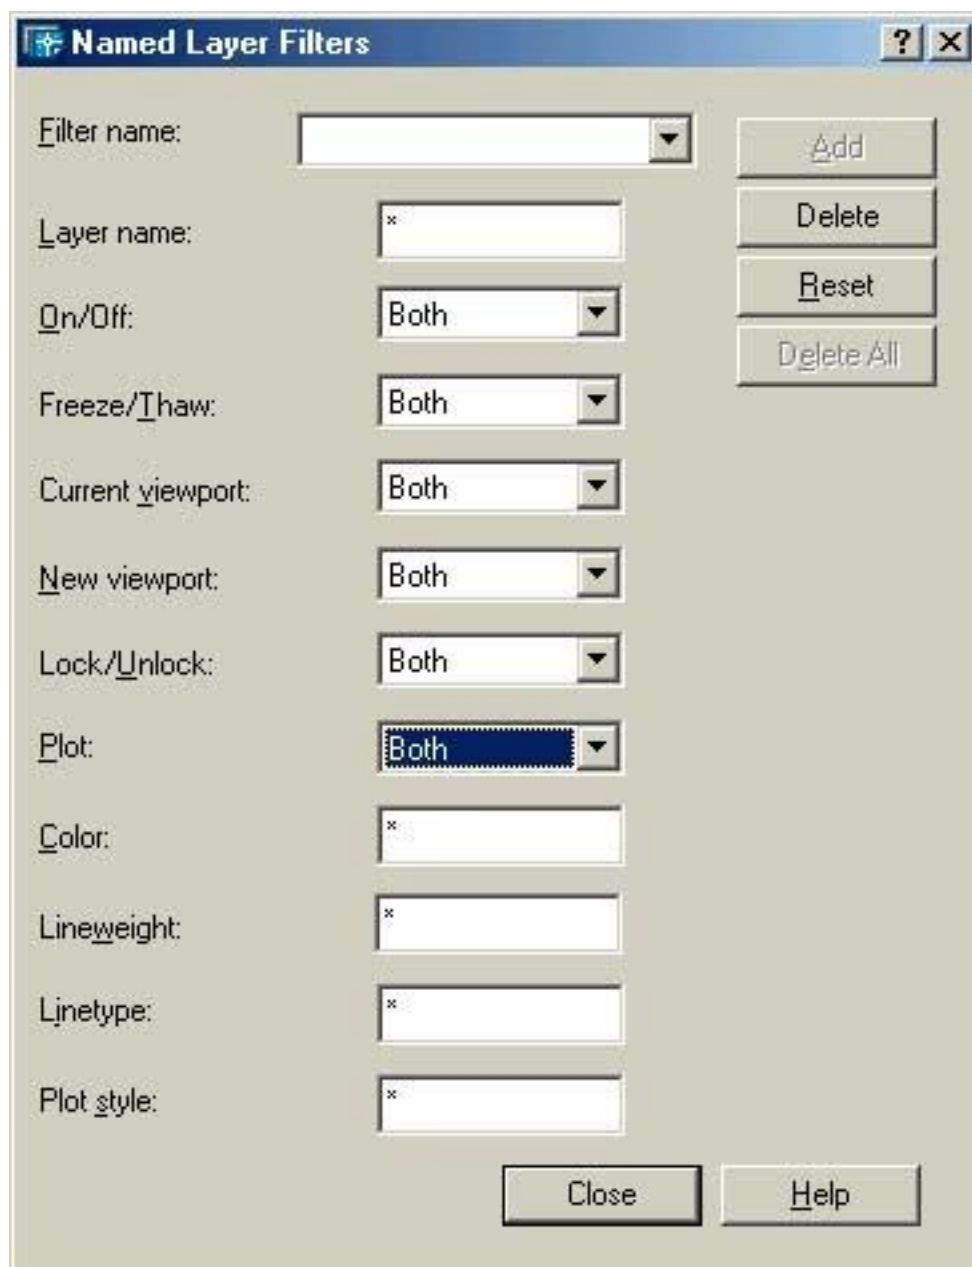 Named Layer Filters
Filter name:
Add
Layer name: *
Delete
On/Off: Both
Reset
Freeze/Thaw: Both
Delete All
Current viewport: Both
New viewport: Both
Lock/Unlock: Both
Plot: Both
Color: *
Lineweight: *
Linetype: *
Plot style: *
Close
Help